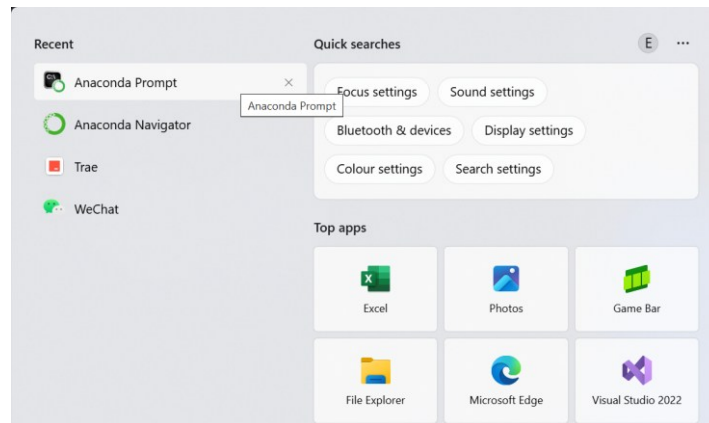 Recent
Anaconda Prompt
Anaconda Prompt
Anaconda Navigator
Trae
WeChat
Quick searches
E
Focus settings
Sound settings
Bluetooth & devices
Display settings
Colour settings
Search settings
Top apps
Excel
Photos
Game Bar
File Explorer
Microsoft Edge
Visual Studio 2022